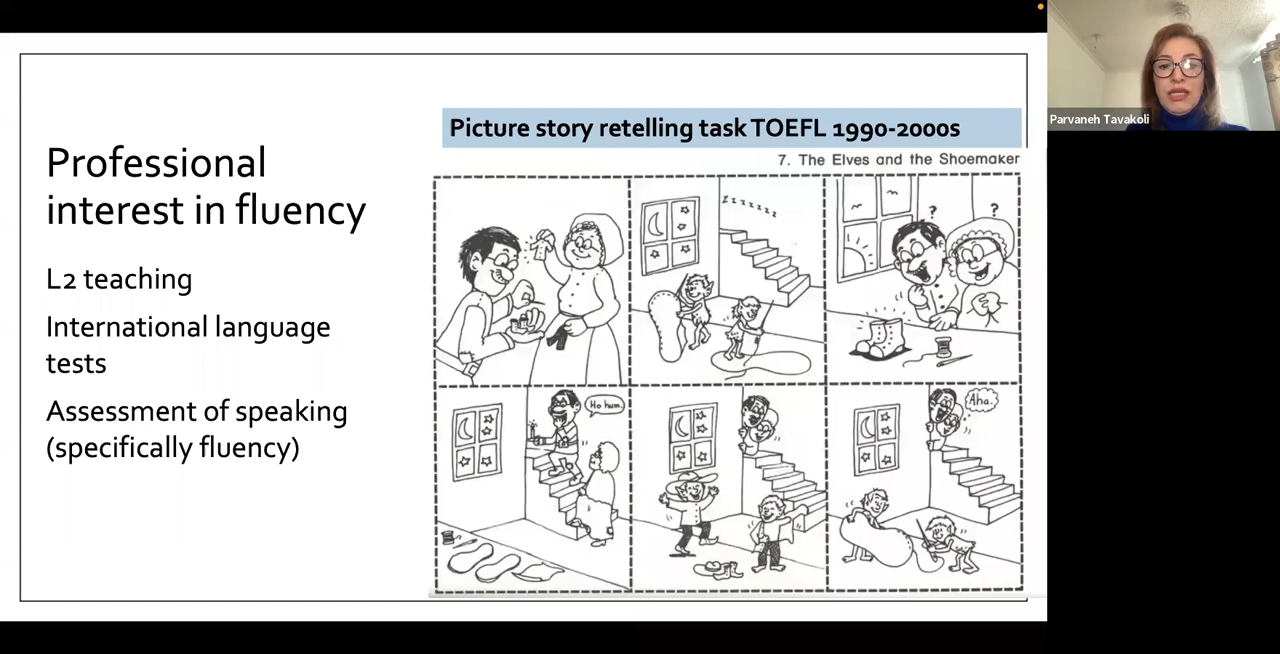 Professional
interest in fluency
L2 teaching
International language
tests
Assessment of speaking
(specifically fluency)
Picture story retelling task TOEFL 1990-2000s
7. The Elves and the Shoemaker
zzzzzzz
? ?
Ho hum.
Aha.
Parvaneh Tavakoli